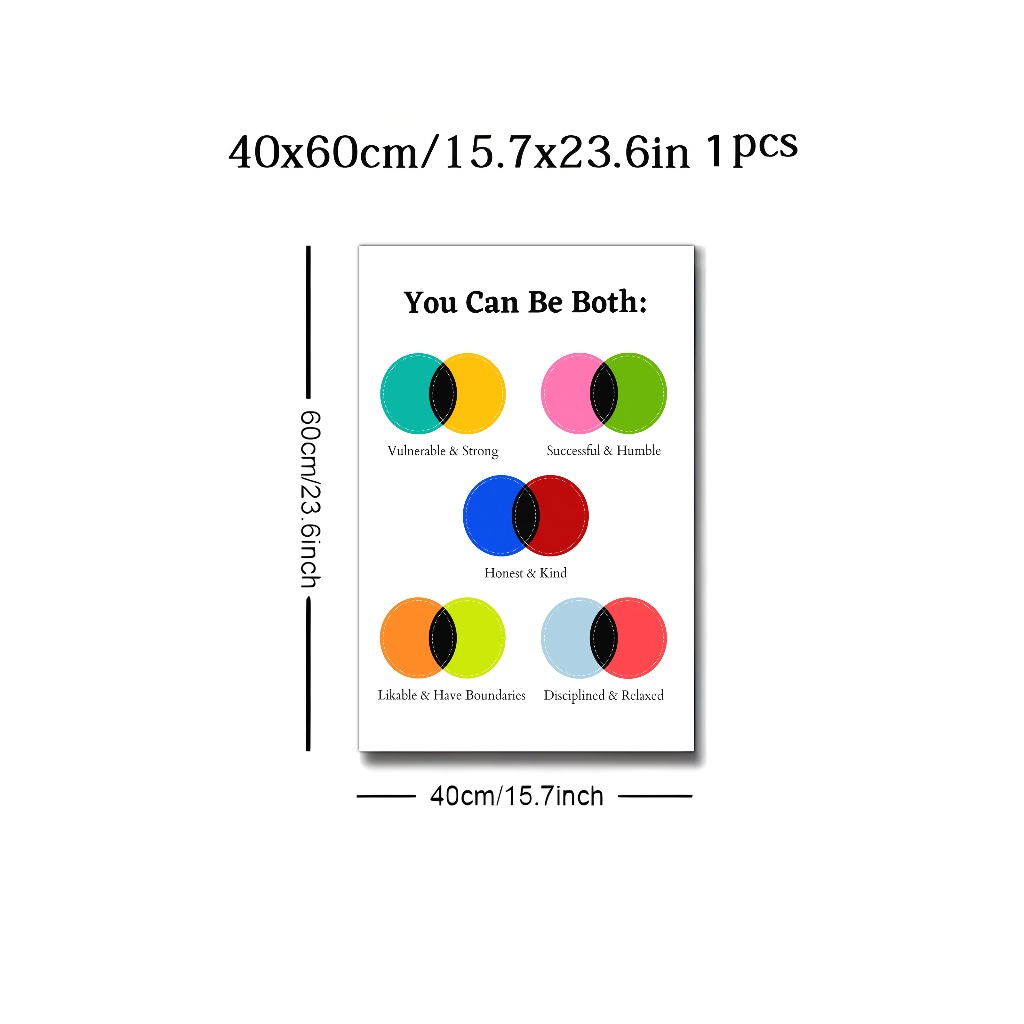 40x60cm/15.7x23.6in 1pcs
You Can Be Both:
Vulnerable & Strong
Successful & Humble
60cm/23.6inch
Honest & Kind
Likable & Have Boundaries
Disciplined & Relaxed
40cm/15.7inch